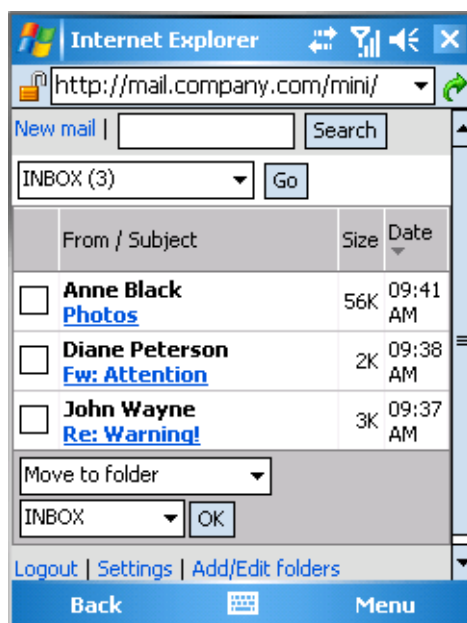 Internet Explorer
http://mail.company.com/mini/
New mail | Search
INBOX (3) Go
From / Subject Size Date
Anne Black 56K 09:41 AM
Photos
Diane Peterson 2K 09:38 AM
Fw: Attention
John Wayne 3K 09:37 AM
Re: Warning!
Move to folder
INBOX OK
Logout | Settings | Add/Edit folders
Back Menu